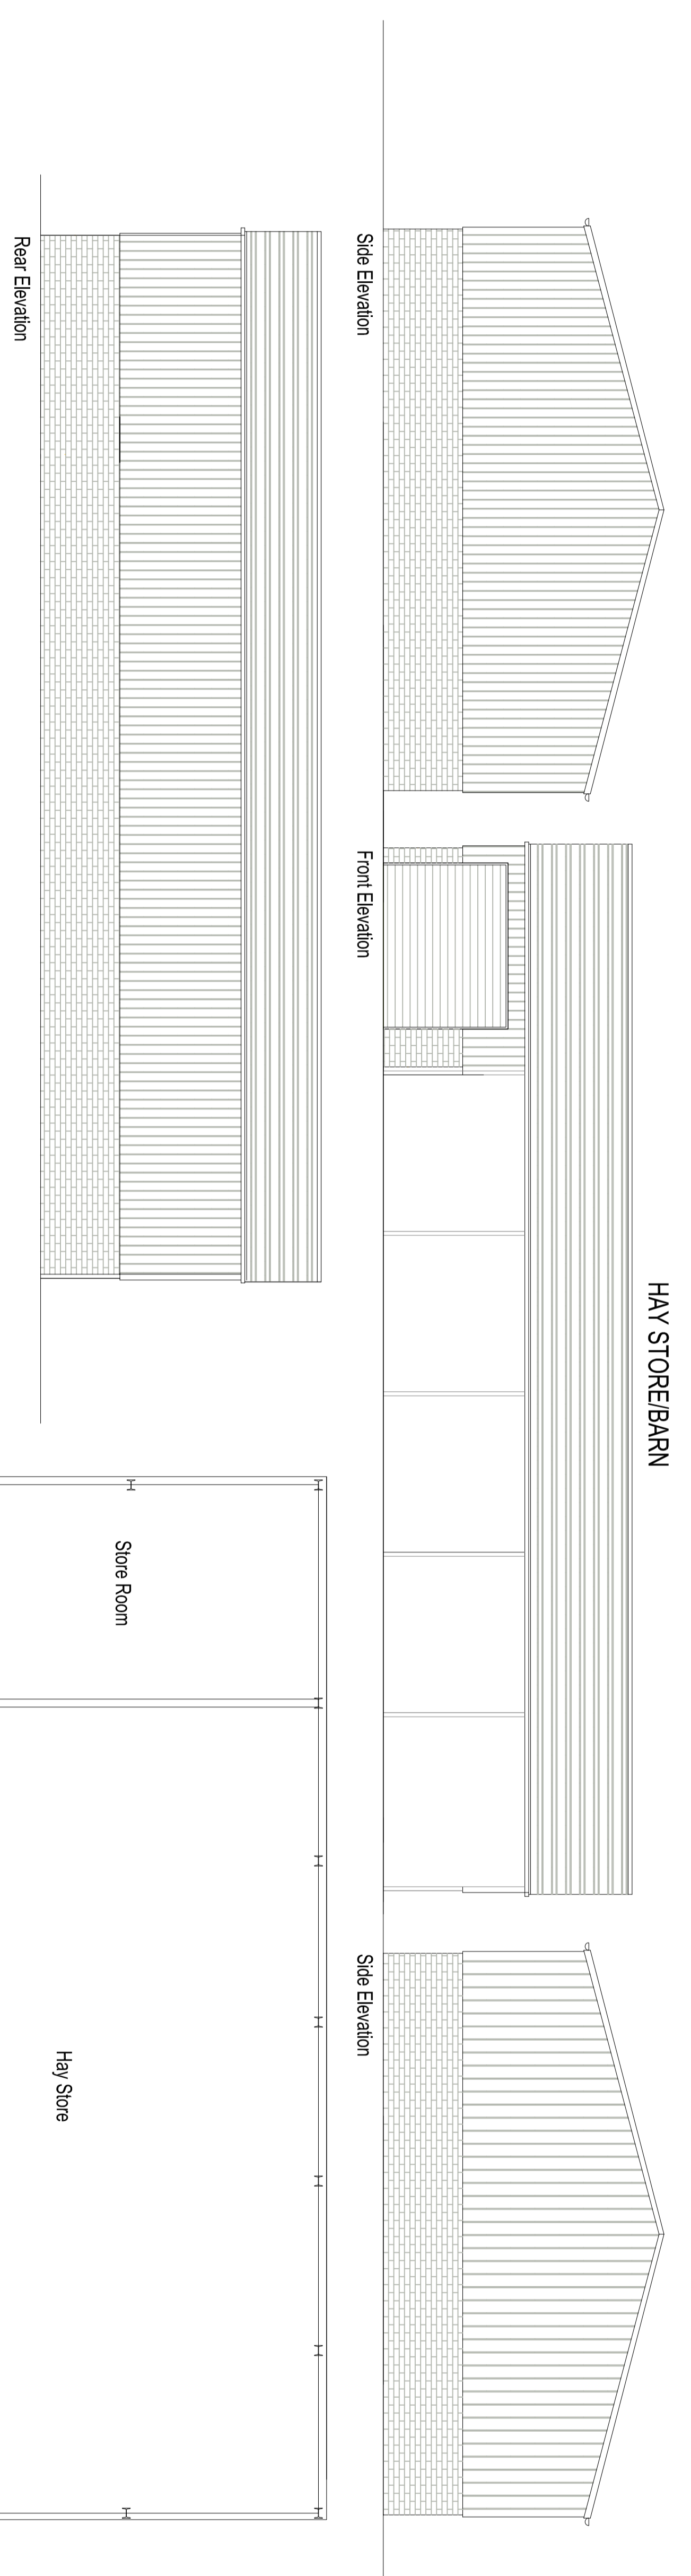 HAY STORE/BARN
Side Elevation
Front Elevation
Side Elevation
Rear Elevation
Store Room
Hay Store